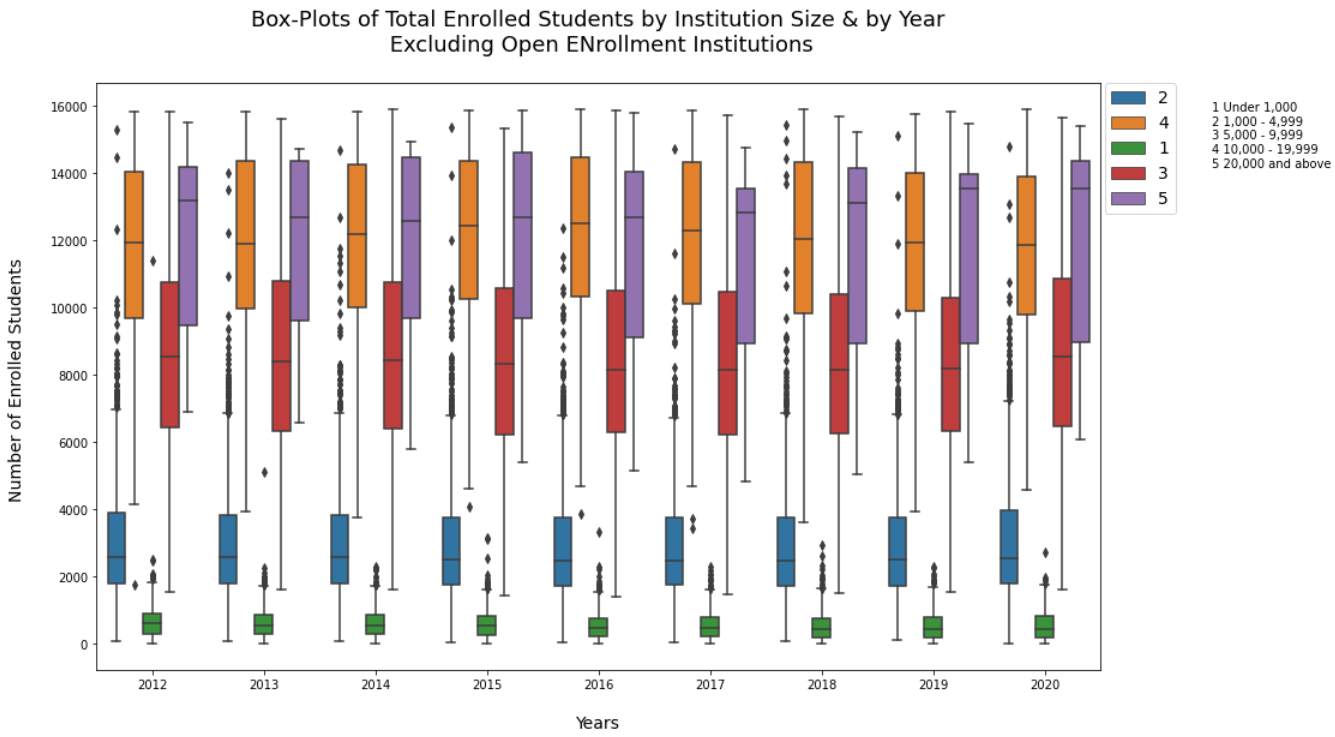 Box-Plots of Total Enrolled Students by Institution Size & by Year
Excluding Open ENrollment Institutions
Number of Enrolled Students
16000
14000
12000
10000
8000
6000
4000
2000
0
2012 2013 2014 2015 2016 2017 2018 2019 2020
Years
2
4
1
3
5
1 Under 1,000
2 1,000 - 4,999
3 5,000 - 9,999
4 10,000 - 19,999
5 20,000 and above